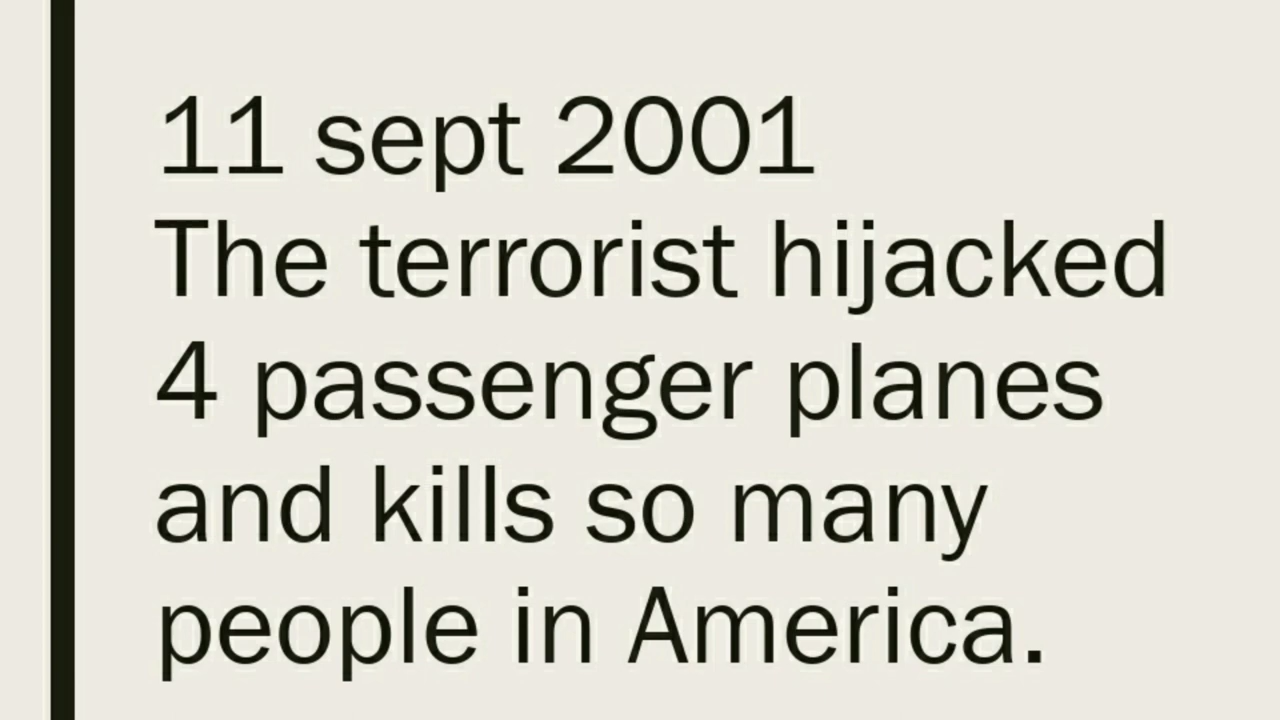 11 sept 2001
The terrorist hijacked
4 passenger planes
and kills so many
people in America.